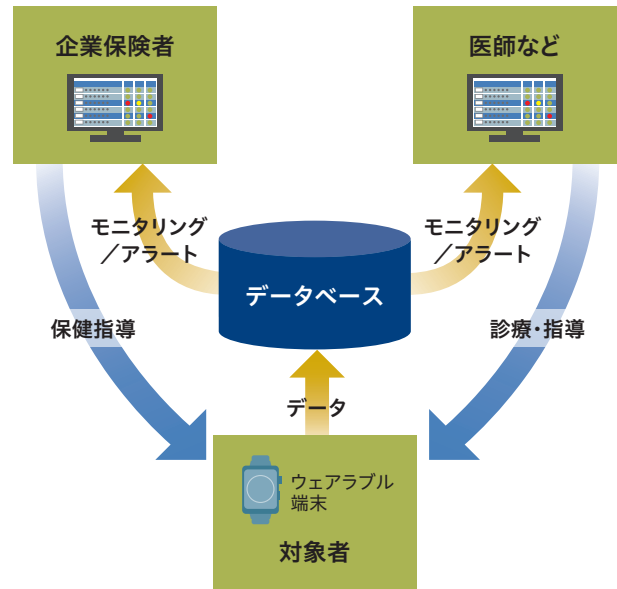 企業保険者
医師など
モニタリング
／アラート
モニタリング
／アラート
データベース
保健指導
診療・指導
データ
ウェアラブル
端末
対象者